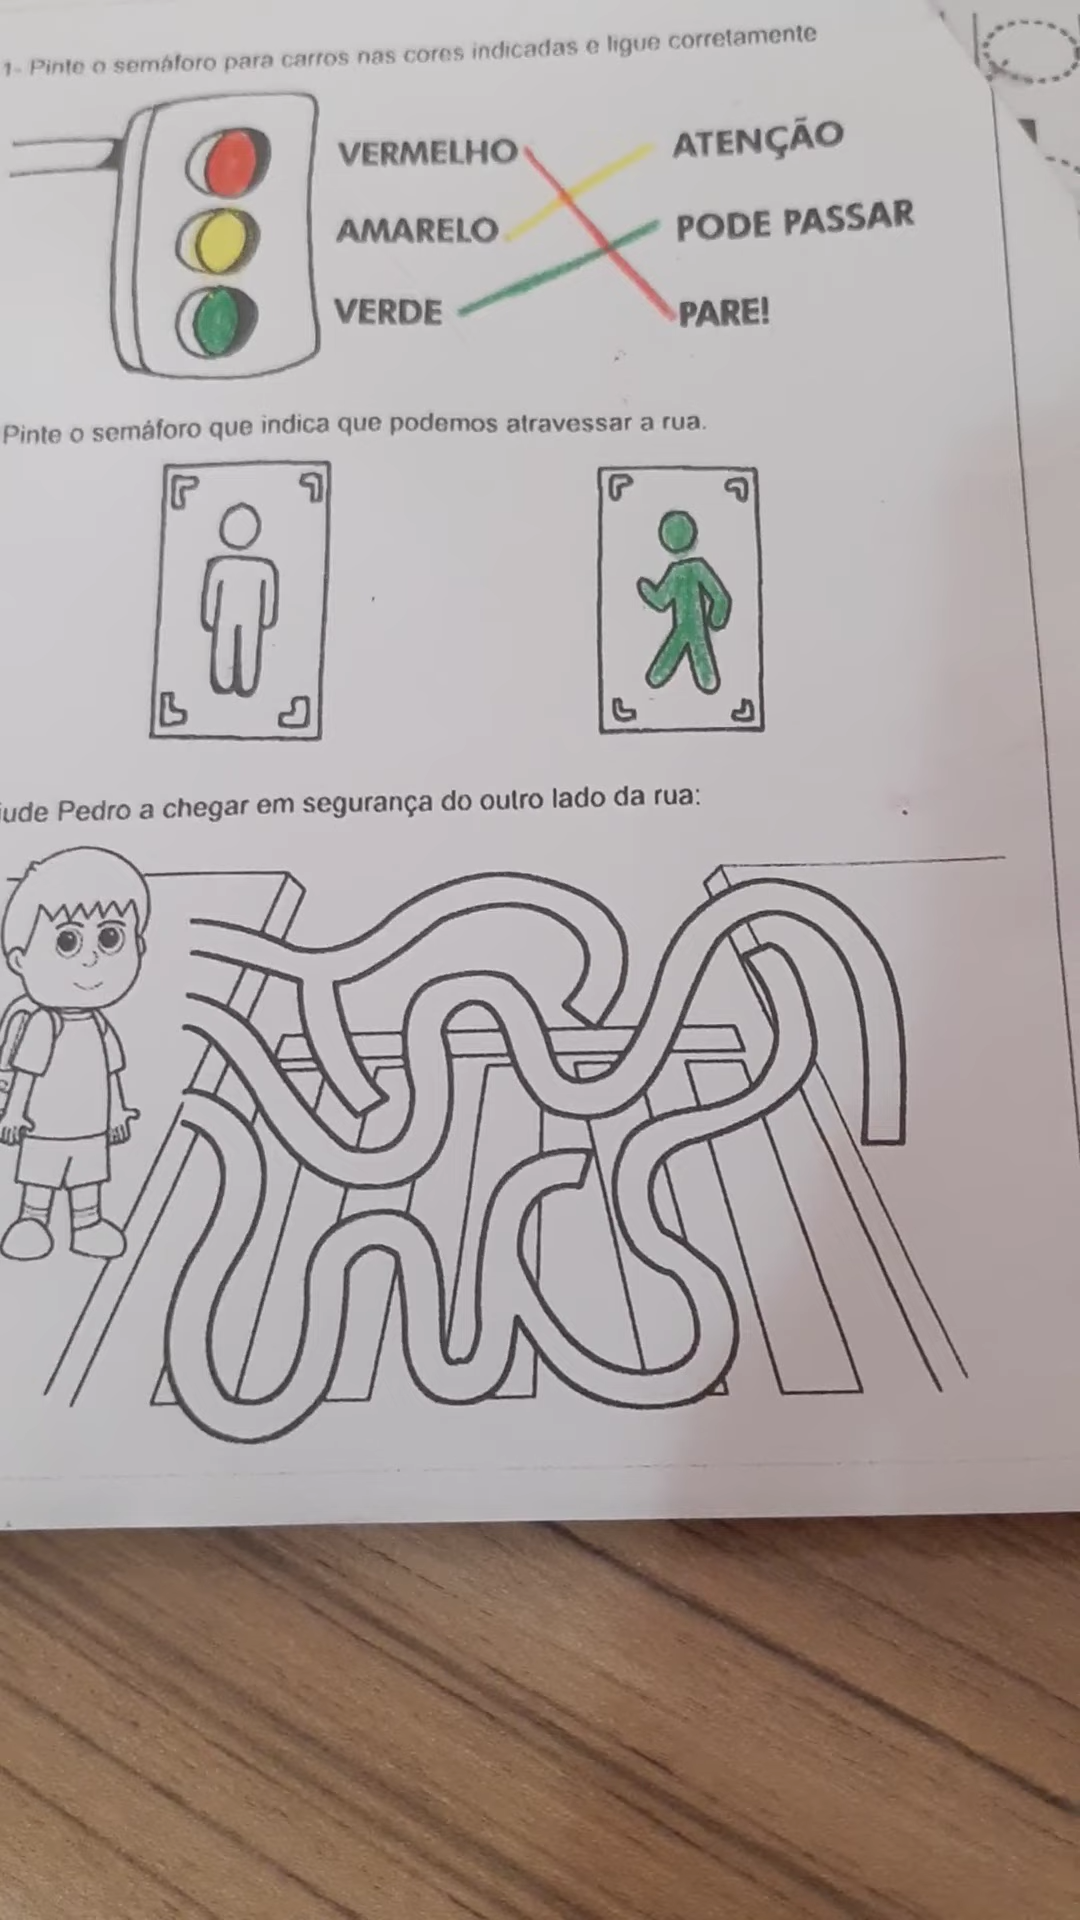 1- Pinte o semáforo para carros nas cores indicadas e ligue corretamente
VERMELHO
ATENÇÃO
AMARELO
PODE PASSAR
VERDE
PARE!
Pinte o semáforo que indica que podemos atravessar a rua.
Pedro a chegar em segurança do outro lado da rua: